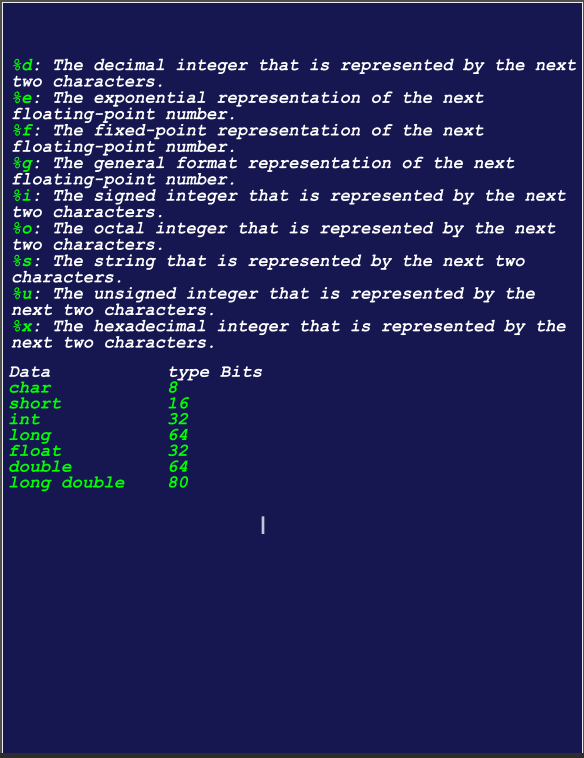 %d: The decimal integer that is represented by the next
two characters.
%e: The exponential representation of the next
floating-point number.
%f: The fixed-point representation of the next
floating-point number.
%g: The general format representation of the next
floating-point number.
%i: The signed integer that is represented by the next
two characters.
%o: The octal integer that is represented by the next
two characters.
%s: The string that is represented by the next two
characters.
%u: The unsigned integer that is represented by the
next two characters.
%x: The hexadecimal integer that is represented by the
next two characters.
Data type Bits
char 8
short 16
int 32
long 64
float 32
double 64
long double 80